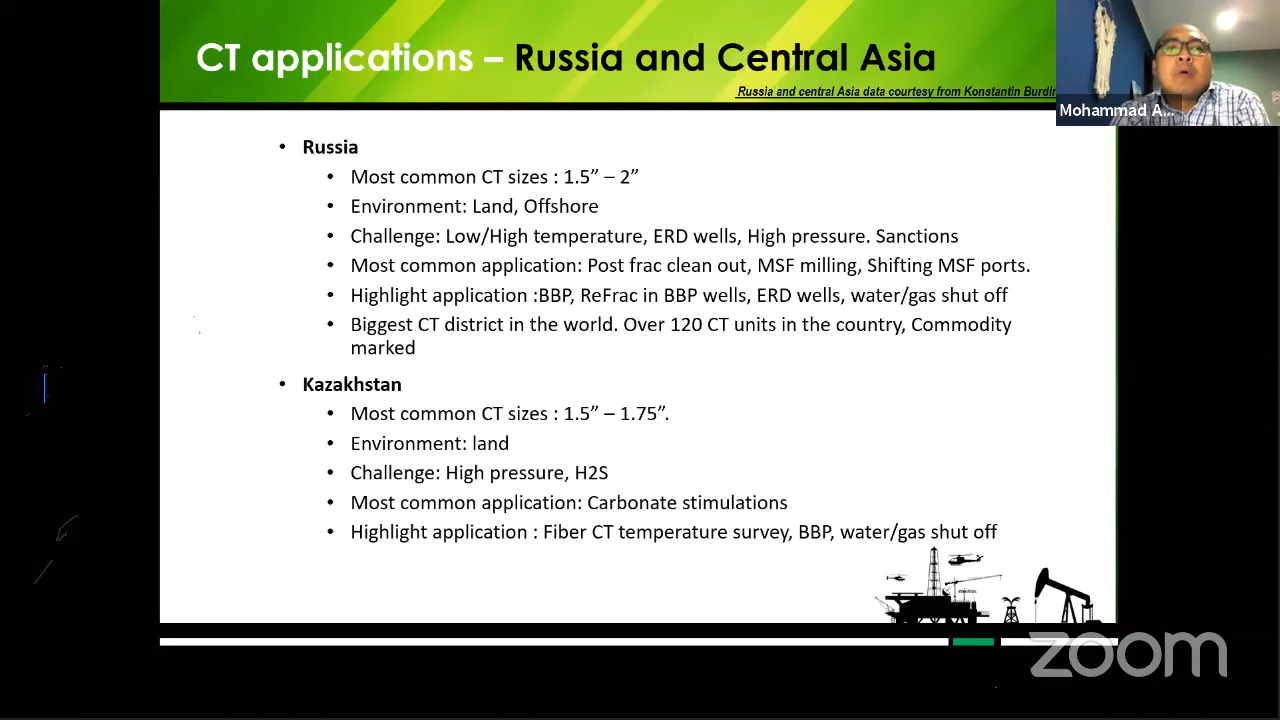 CT applications – Russia and Central Asia
Russia and central Asia data courtesy from Konstantin
Mohammad A...
• Russia
• Most common CT sizes : 1.5” – 2”
• Environment: Land, Offshore
• Challenge: Low/High temperature, ERD wells, High pressure. Sanctions
• Most common application: Post frac clean out, MSF milling, Shifting MSF ports.
• Highlight application :BBP, ReFrac in BBP wells, ERD wells, water/gas shut off
• Biggest CT district in the world. Over 120 CT units in the country, Commodity
marked
• Kazakhstan
• Most common CT sizes : 1.5” – 1.75”.
• Environment: land
• Challenge: High pressure, H2S
• Most common application: Carbonate stimulations
• Highlight application : Fiber CT temperature survey, BBP, water/gas shut off
zoom